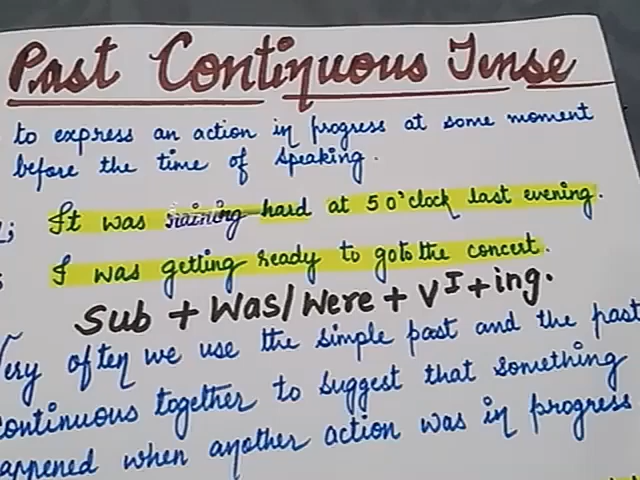 Past Continuous Tense
to express an action in progress at some moment
before the time of speaking.
It was raining hard at 5 o'clock last evening.
I was getting ready to go to the concert.
Sub + Was/Were + VI + ing.
Very often we use the simple past and the past
continuous together to suggest that something
appened when another action was in progress